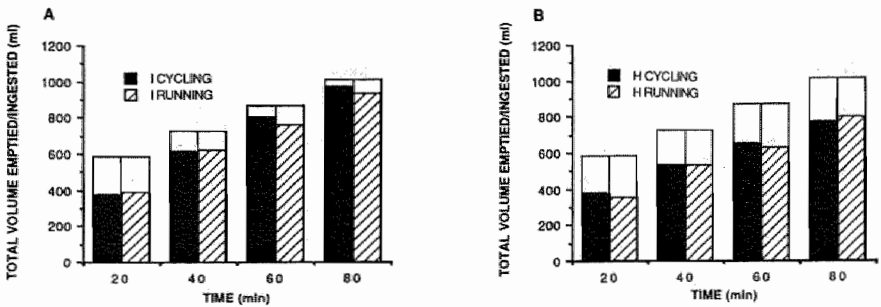 A
TOTAL VOLUME EMPTIED/INGESTED (ml)
1200
1000
800
600
400
200
0
I CYCLING
I RUNNING
20 40 60 80
TIME (min)
B
TOTAL VOLUME EMPTIED/INGESTED (ml)
1200
1000
800
600
400
200
0
H CYCLING
H RUNNING
20 40 60 80
TIME (min)